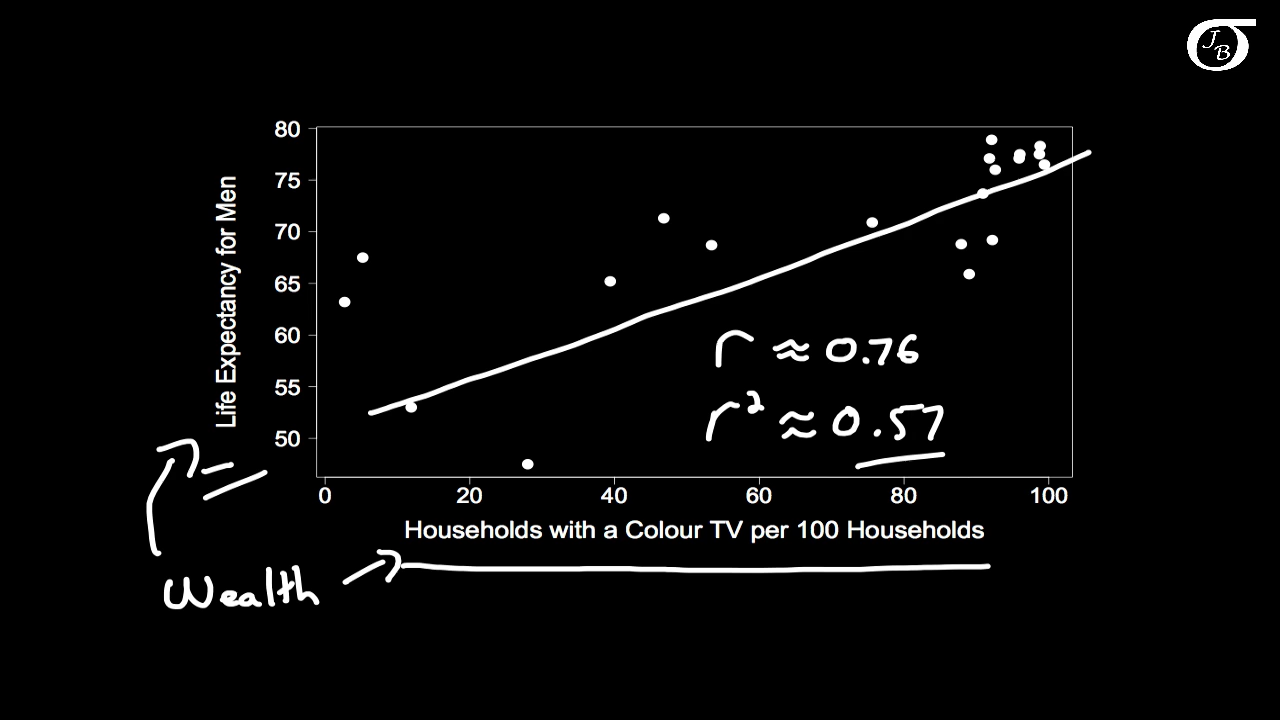 JB
80
75
70
65
60
55
50
Life Expectancy for Men
r ≈ 0.76
r² ≈ 0.57
0 20 40 60 80 100
Households with a Colour TV per 100 Households
Wealth